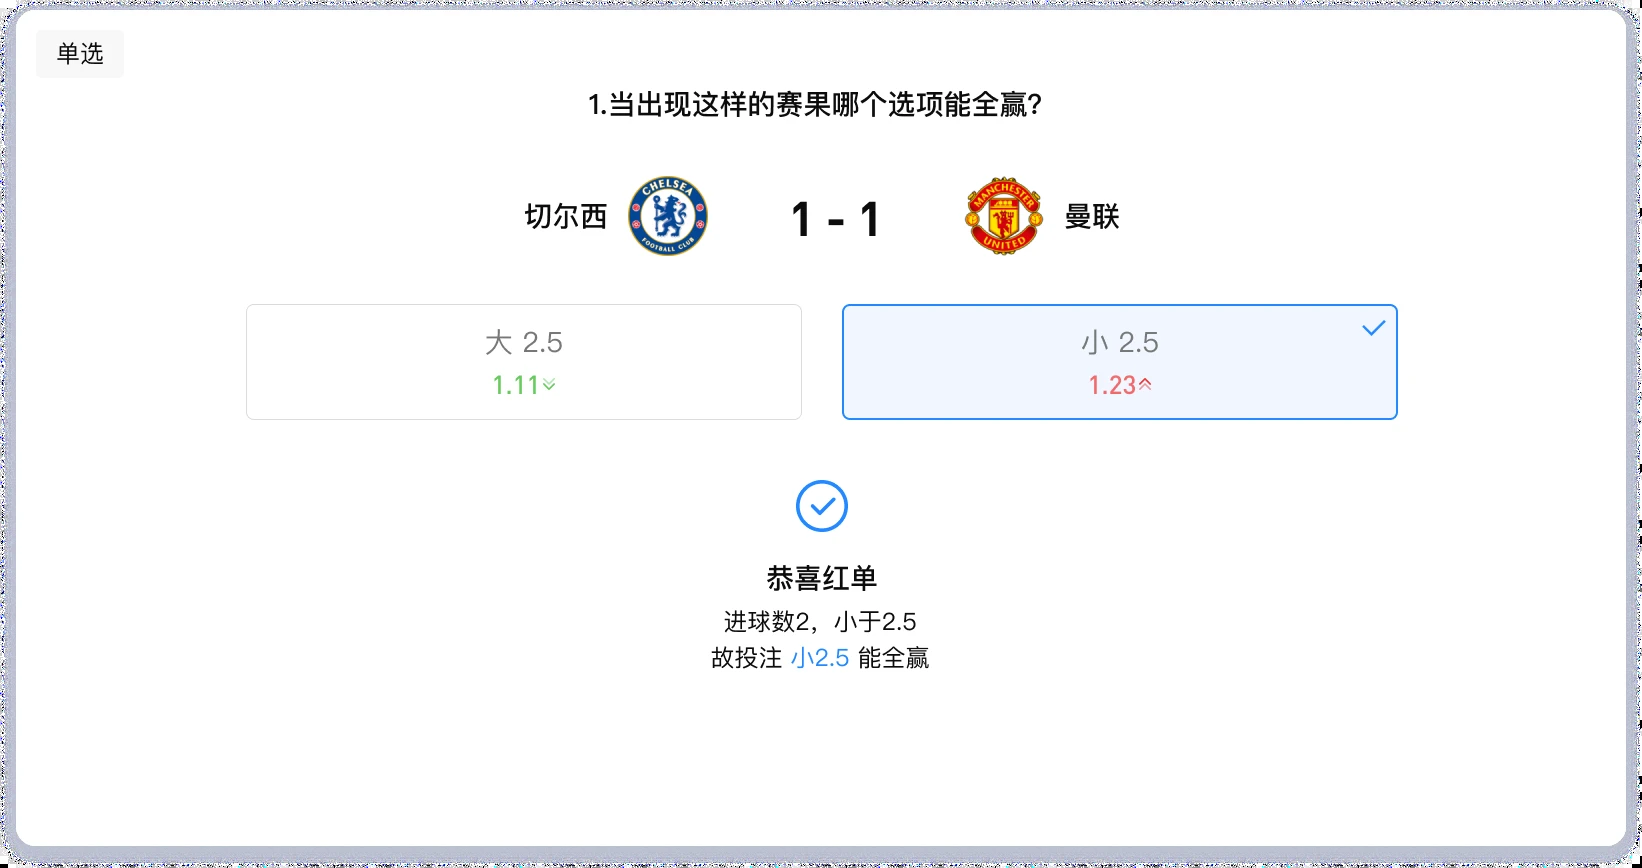 单选
1.当出现这样的赛果哪个选项能全赢?
切尔西 CHELSEA FOOTBALL CLUB 1 - 1 MANCHESTER UNITED 曼联
大 2.5 小 2.5
1.11 1.23
恭喜红单
进球数2，小于2.5
故投注 小2.5 能全赢